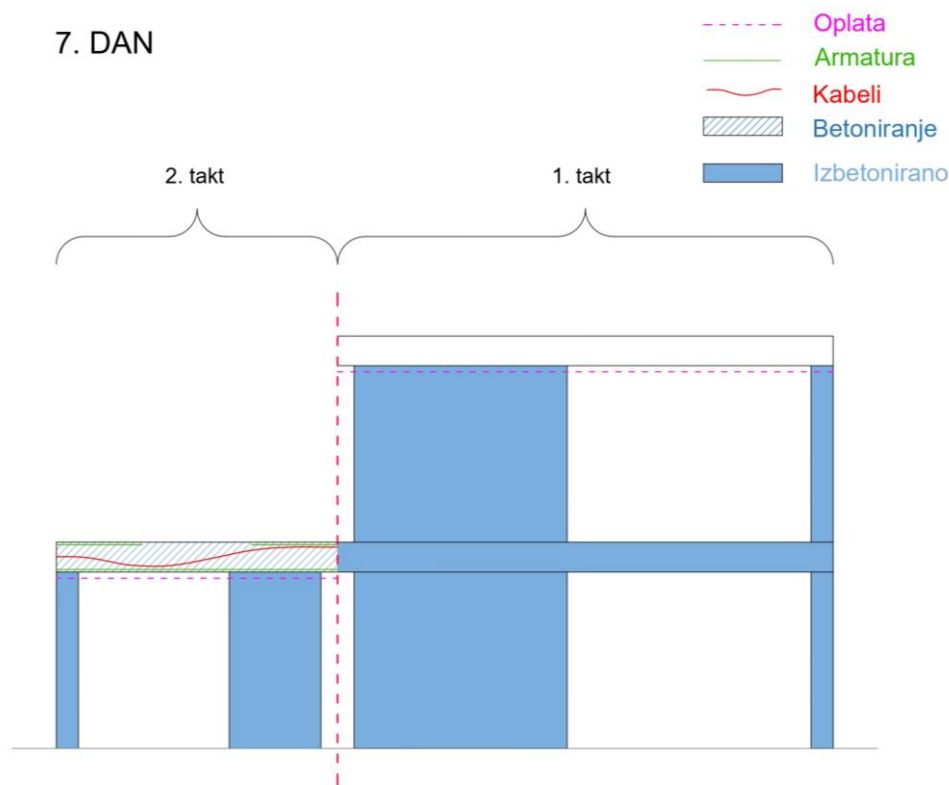 7. DAN
Oplata
Armatura
Kabeli
Betoniranje
Izbetonirano
2. takt
1. takt